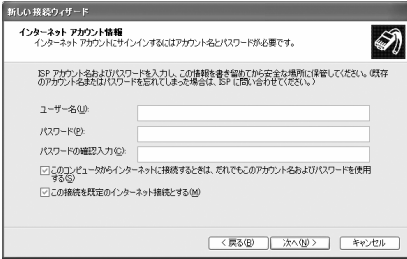 新しい接続ウィザード
インターネット アカウント情報
インターネット アカウントにサインインするにはアカウント名とパスワードが必要です。
ISP アカウント名およびパスワードを入力し、この情報を書き留めてから安全な場所に保管してください。(既存
のアカウント名またはパスワードを忘れてしまった場合は、ISP に問い合わせてください。)
ユーザー名(U):
パスワード(P):
パスワードの確認入力(C):
このコンピュータからインターネットに接続するときは、だれでもこのアカウント名およびパスワードを使用
する(S)
この接続を既定のインターネット接続とする(M)
< 戻る(B)
次へ(N) >
キャンセル